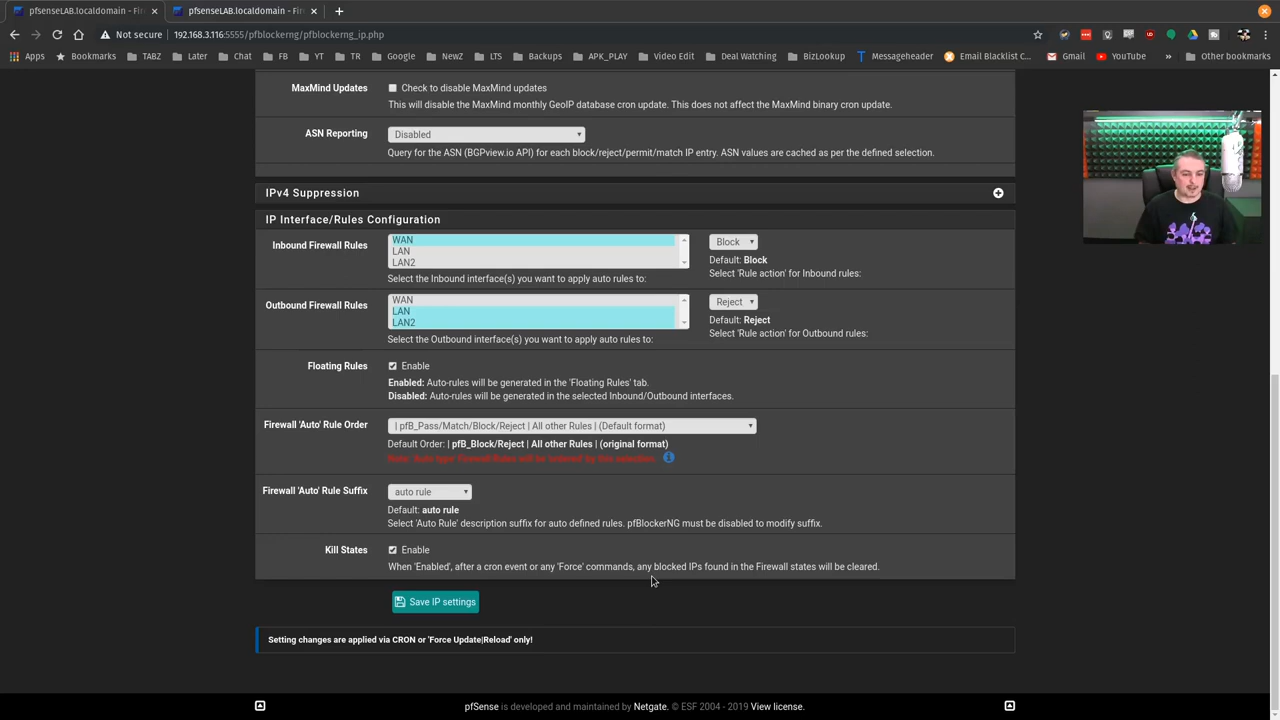 pfsenseLAB.localdomain - Fir
pfsenseLAB.localdomain - Fir
Not secure | 192.168.3.116:5555/pfblockerng/pfblockerng_ip.php
Apps Bookmarks TABZ Later Chat FB YT TR Google NewZ LTS Backups APK_PLAY Video Edit Deal Watching BizLookup Messageheader Email Blacklist C... Gmail YouTube » Other bookmarks
MaxMind Updates
Check to disable MaxMind updates
This will disable the MaxMind monthly GeoIP database cron update. This does not affect the MaxMind binary cron update.
ASN Reporting
Disabled
Query for the ASN (BGPview.io API) for each block/reject/permit/match IP entry. ASN values are cached as per the defined selection.
IPv4 Suppression
IP Interface/Rules Configuration
Inbound Firewall Rules
WAN
LAN
LAN2
Select the Inbound interface(s) you want to apply auto rules to:
Block
Default: Block
Select 'Rule action' for Inbound rules:
Outbound Firewall Rules
WAN
LAN
LAN2
Select the Outbound interface(s) you want to apply auto rules to:
Reject
Default: Reject
Select 'Rule action' for Outbound rules:
Floating Rules
Enable
Enabled: Auto-rules will be generated in the 'Floating Rules' tab.
Disabled: Auto-rules will be generated in the selected Inbound/Outbound interfaces.
Firewall 'Auto' Rule Order
| pfB_Pass/Match/Block/Reject | All other Rules | (Default format)
Default Order: | pfB_Block/Reject | All other Rules | (original format)
Firewall 'Auto' Rule Suffix
auto rule
Default: auto rule
Select 'Auto Rule' description suffix for auto defined rules. pfBlockerNG must be disabled to modify suffix.
Kill States
Enable
When 'Enabled', after a cron event or any 'Force' commands, any blocked IPs found in the Firewall states will be cleared.
Save IP settings
Setting changes are applied via CRON or 'Force Update|Reload' only!
pfSense is developed and maintained by Netgate. © ESF 2004 - 2019 View license.